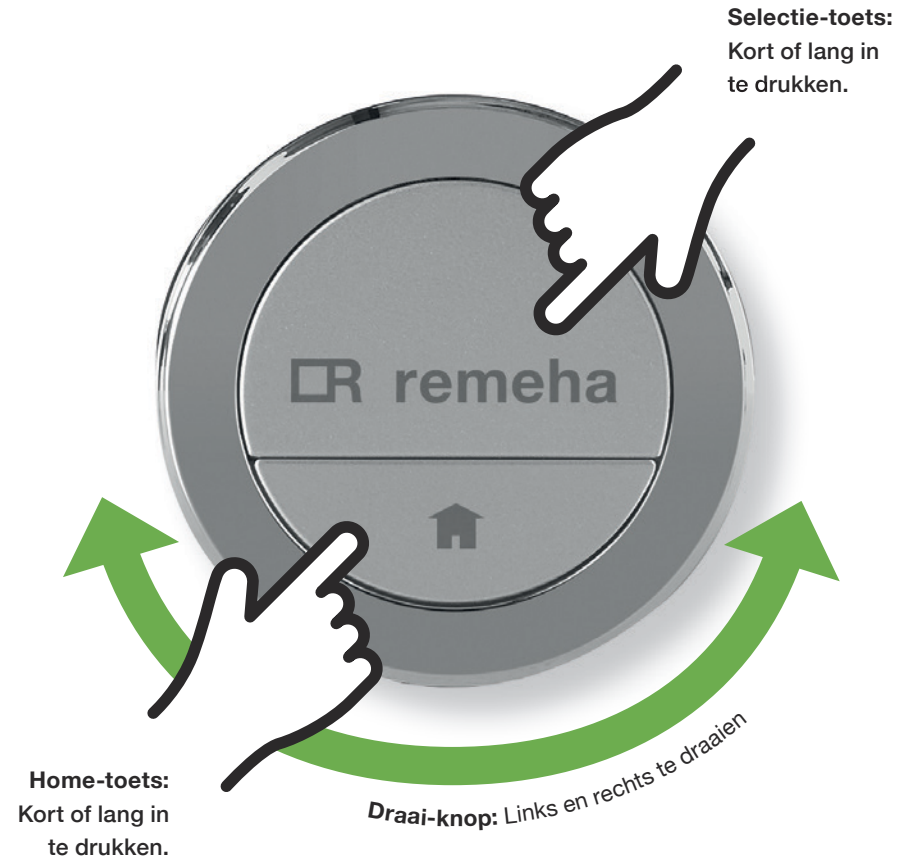 Selectie-toets:
Kort of lang in
te drukken.
remeha
Home-toets:
Kort of lang in
te drukken.
Draai-knop: Links en rechts te draaien